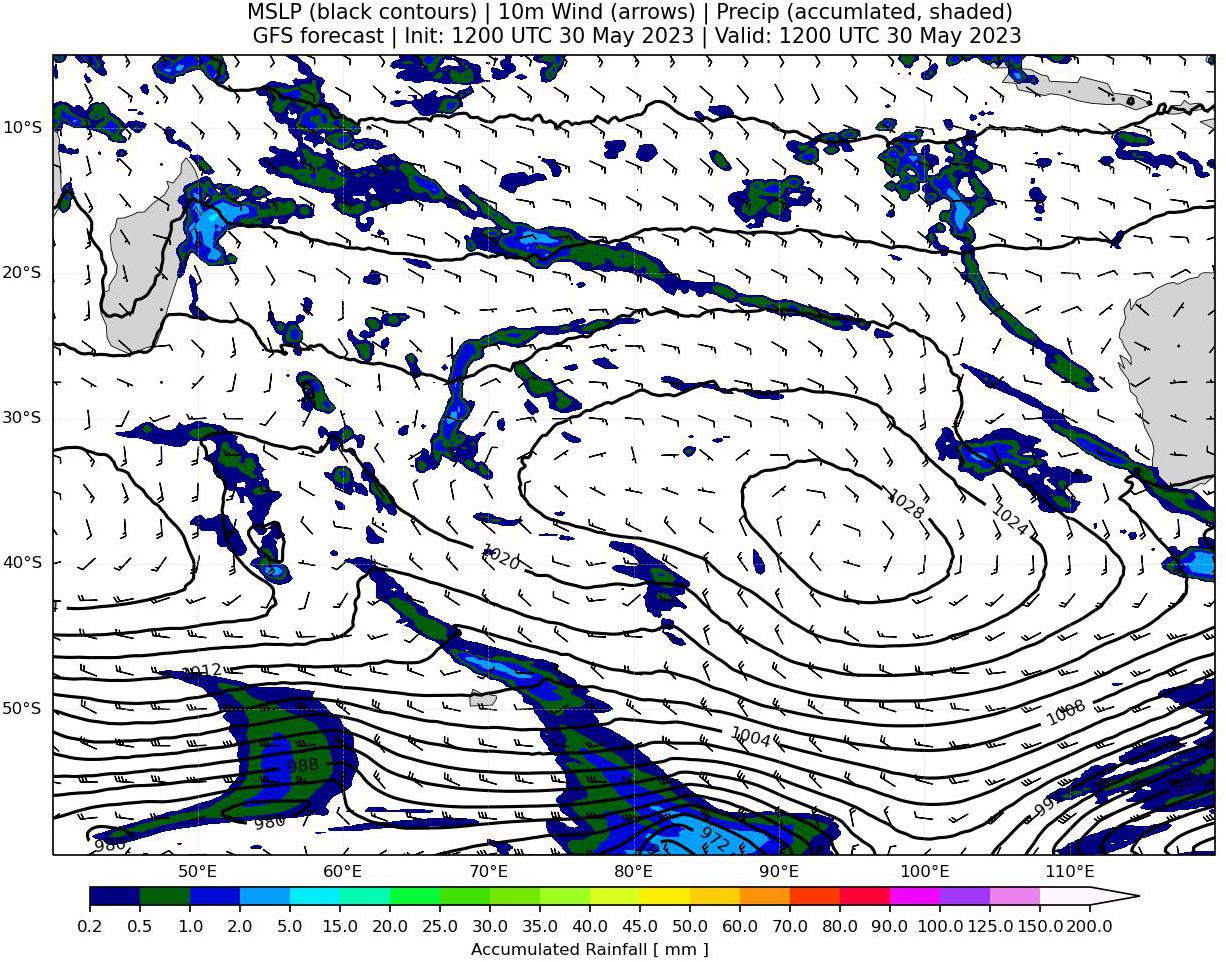 MSLP (black contours) | 10m Wind (arrows) | Precip (accumlated, shaded)
GFS forecast | Init: 1200 UTC 30 May 2023 | Valid: 1200 UTC 30 May 2023
10°S
20°S
30°S
1028
1024
1020
40°S
1012
50°S
1008
1004
988
980
980
972
980
50°E 60°E 70°E 80°E 90°E 100°E 110°E
0.2 0.5 1.0 2.0 5.0 15.0 20.0 25.0 30.0 35.0 40.0 45.0 50.0 60.0 70.0 80.0 90.0 100.0 125.0 150.0 200.0
Accumulated Rainfall [ mm ]